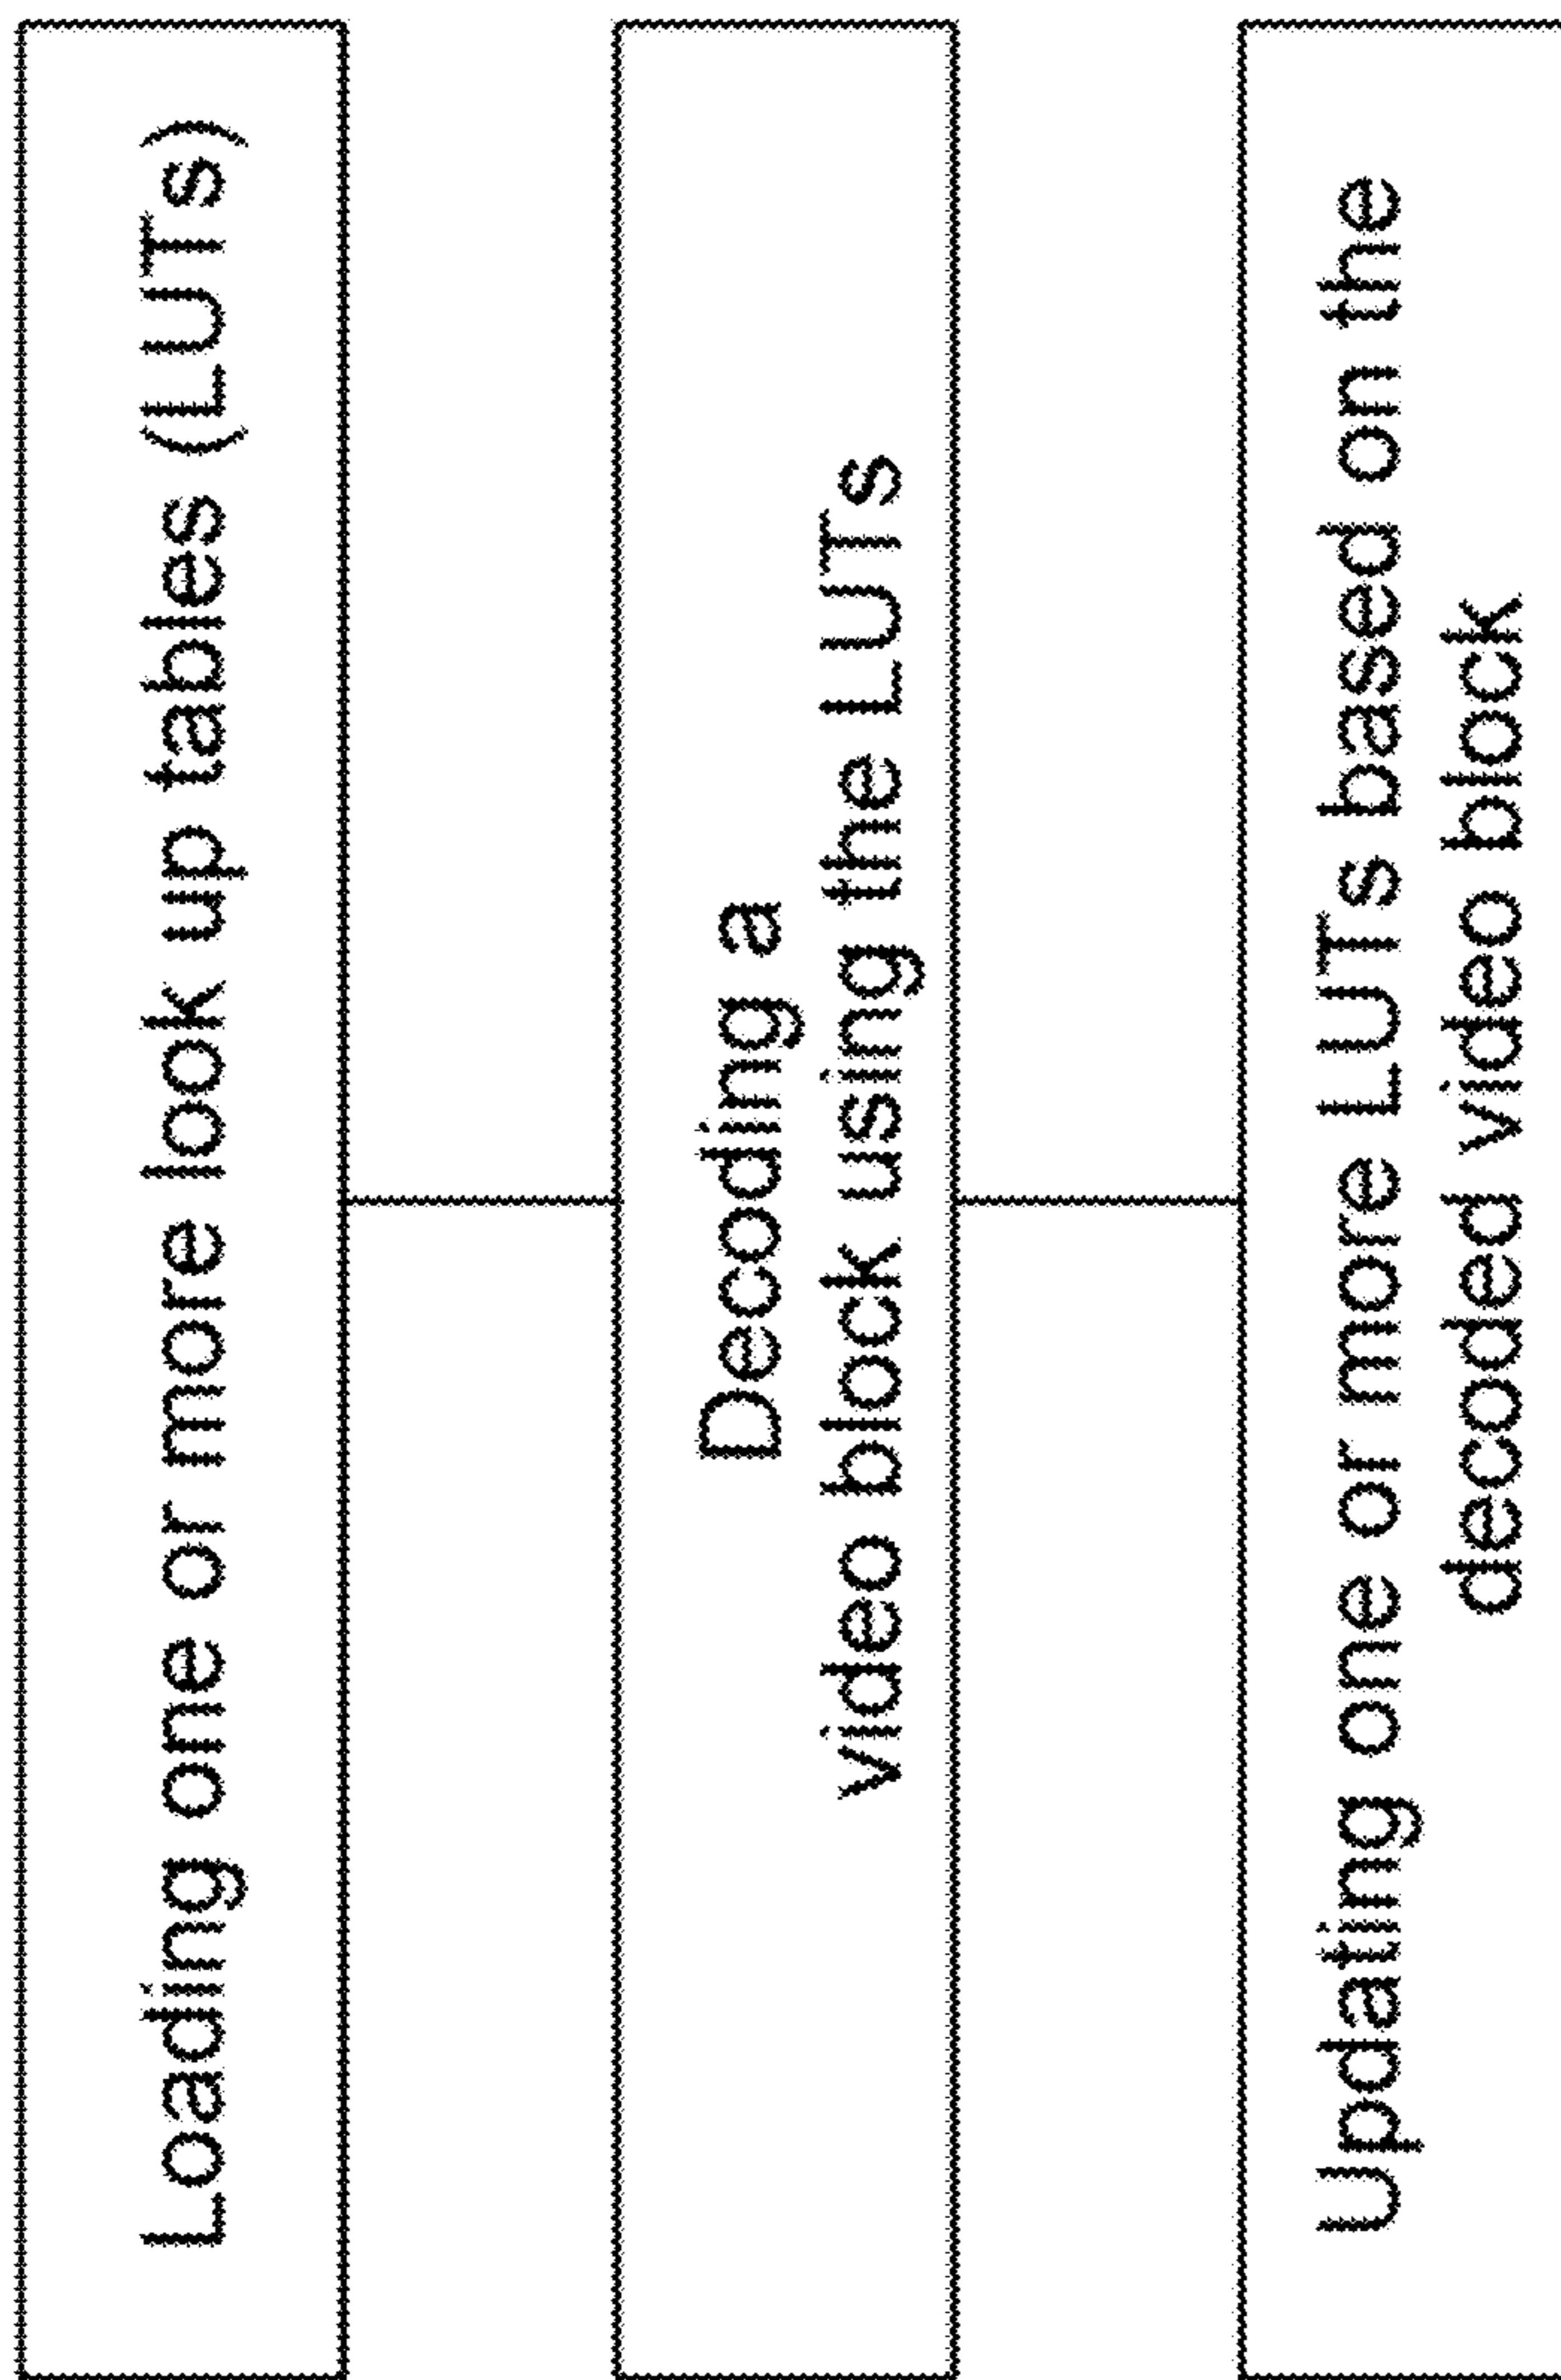 Loading one or more look up tables (LUTs)
Decoding a
video block using the LUTs
Updating one or more LUTs based on the
decoded video block